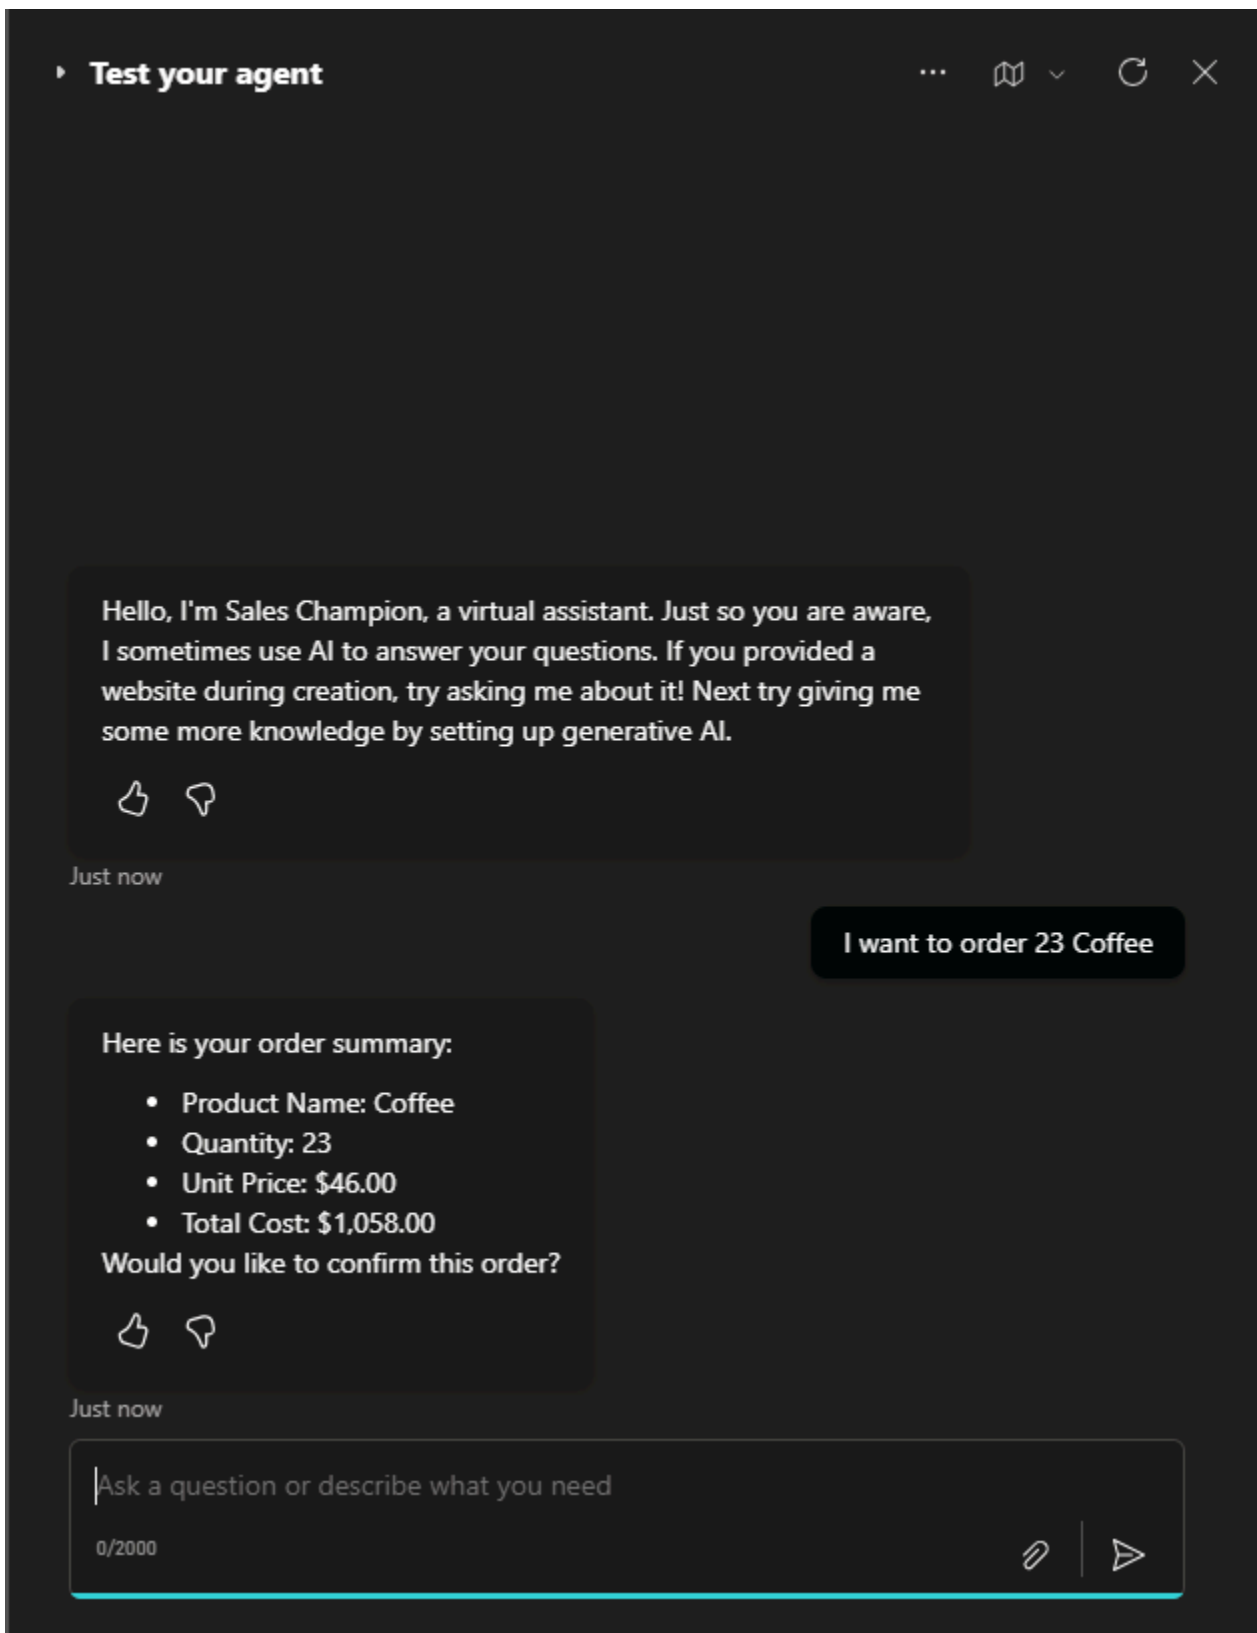 Test your agent
Hello, I'm Sales Champion, a virtual assistant. Just so you are aware,
I sometimes use AI to answer your questions. If you provided a
website during creation, try asking me about it! Next try giving me
some more knowledge by setting up generative AI.
Just now
I want to order 23 Coffee
Here is your order summary:
• Product Name: Coffee
• Quantity: 23
• Unit Price: $46.00
• Total Cost: $1,058.00
Would you like to confirm this order?
Just now
Ask a question or describe what you need
0/2000